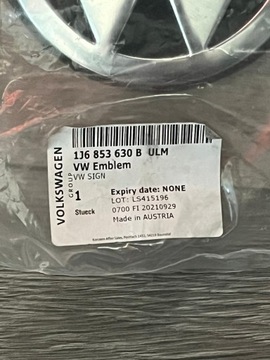 VOLKSWAGEN
GROUP
1J6 853 630 B ULM
VW Emblem
VW SIGN
1
Stueck
Expiry date: NONE
LOT: LS415196
0700 FI 20210929
Made in AUSTRIA